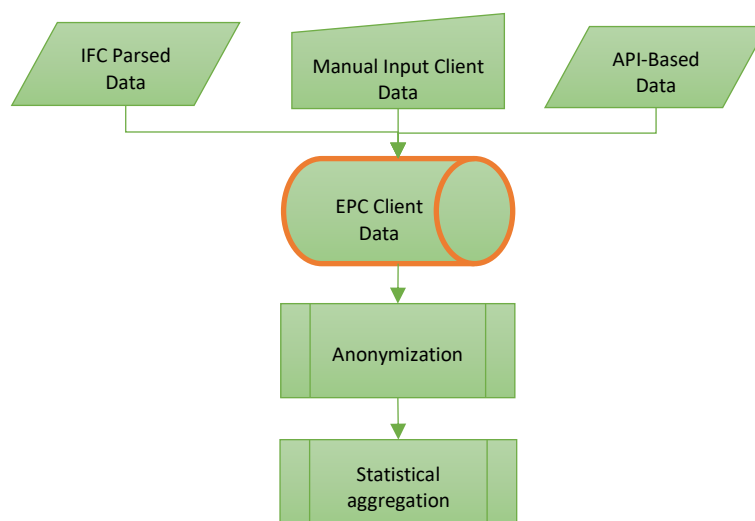 IFC Parsed
Data
Manual Input Client
Data
API-Based
Data
EPC Client
Data
Anonymization
Statistical
aggregation